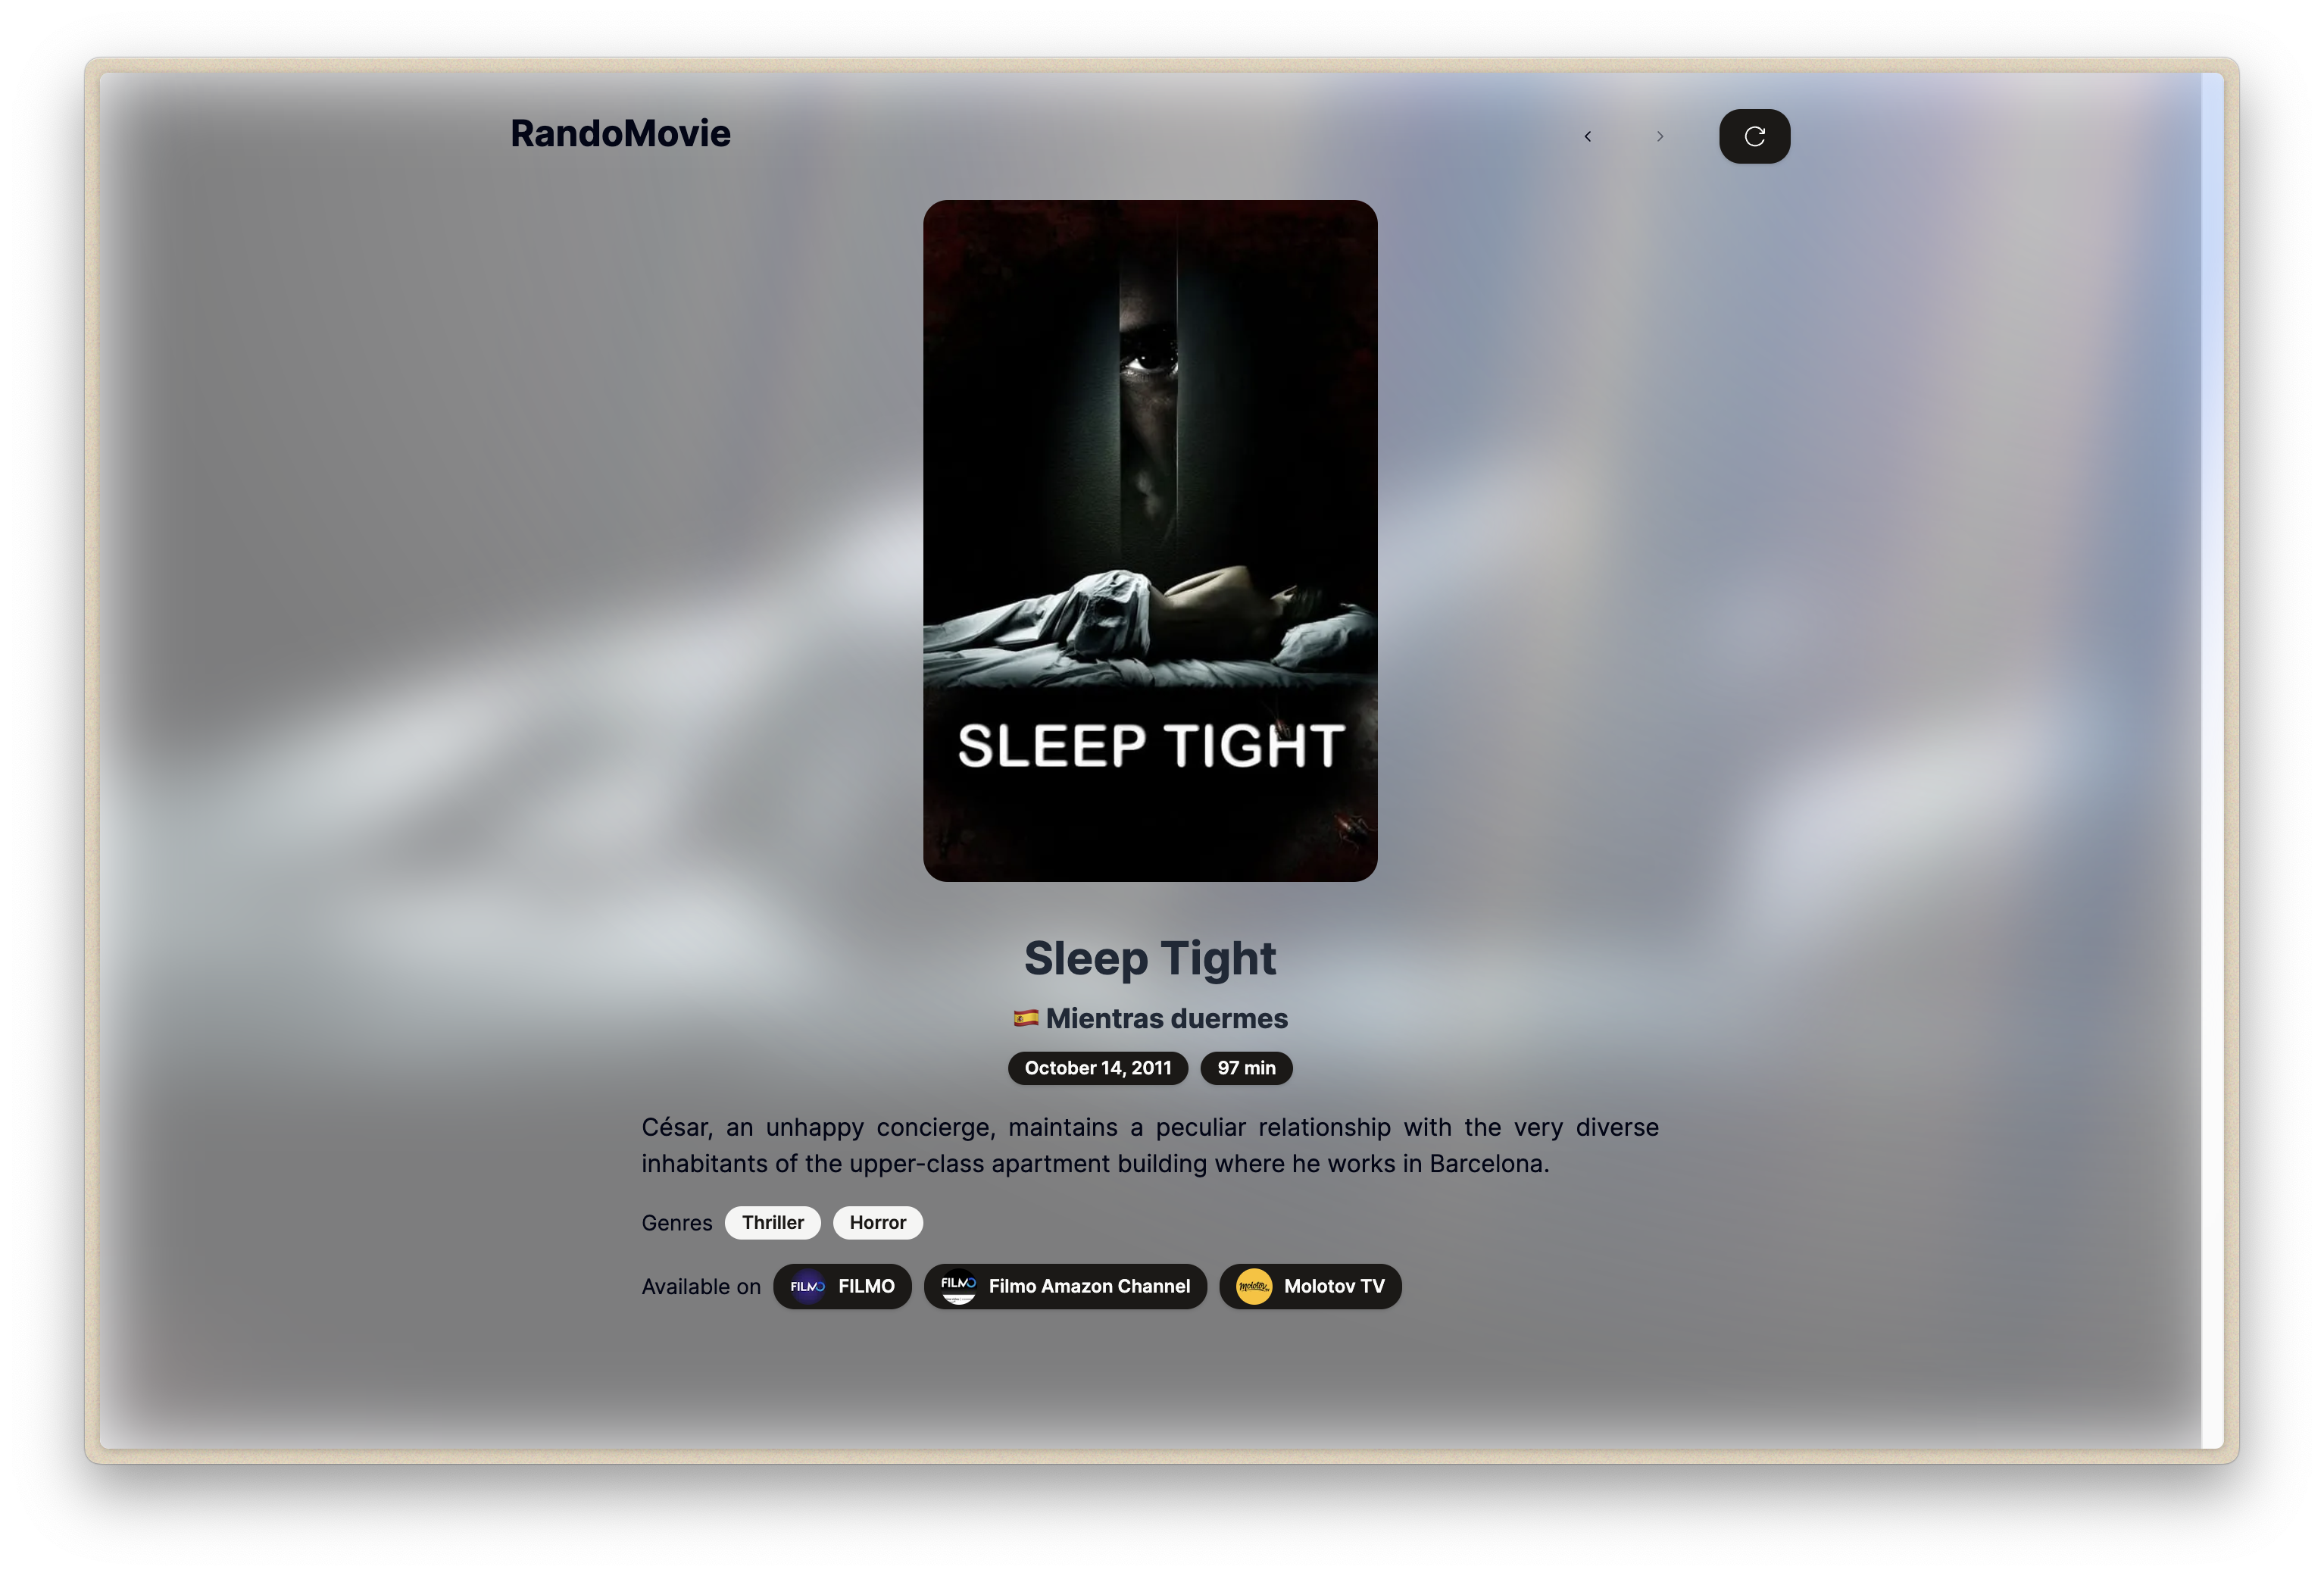 RandoMovie
SLEEP TIGHT
Sleep Tight
🇪🇸 Mientras duermes
October 14, 2011 97 min
César, an unhappy concierge, maintains a peculiar relationship with the very diverse
inhabitants of the upper-class apartment building where he works in Barcelona.
Genres Thriller Horror
Available on FILMO FILMO FILMO Filmo Amazon Channel Molotov Molotov TV